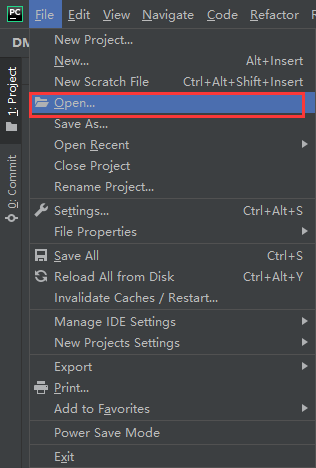 PC File Edit View Navigate Code Refactor
DM
1: Project
0: Commit
New Project...
New... Alt+Insert
New Scratch File Ctrl+Alt+Shift+Insert
Open...
Save As...
Open Recent
Close Project
Rename Project...
Settings... Ctrl+Alt+S
File Properties
Save All Ctrl+S
Reload All from Disk Ctrl+Alt+Y
Invalidate Caches / Restart...
Manage IDE Settings
New Projects Settings
Export
Print...
Add to Favorites
Power Save Mode
Exit